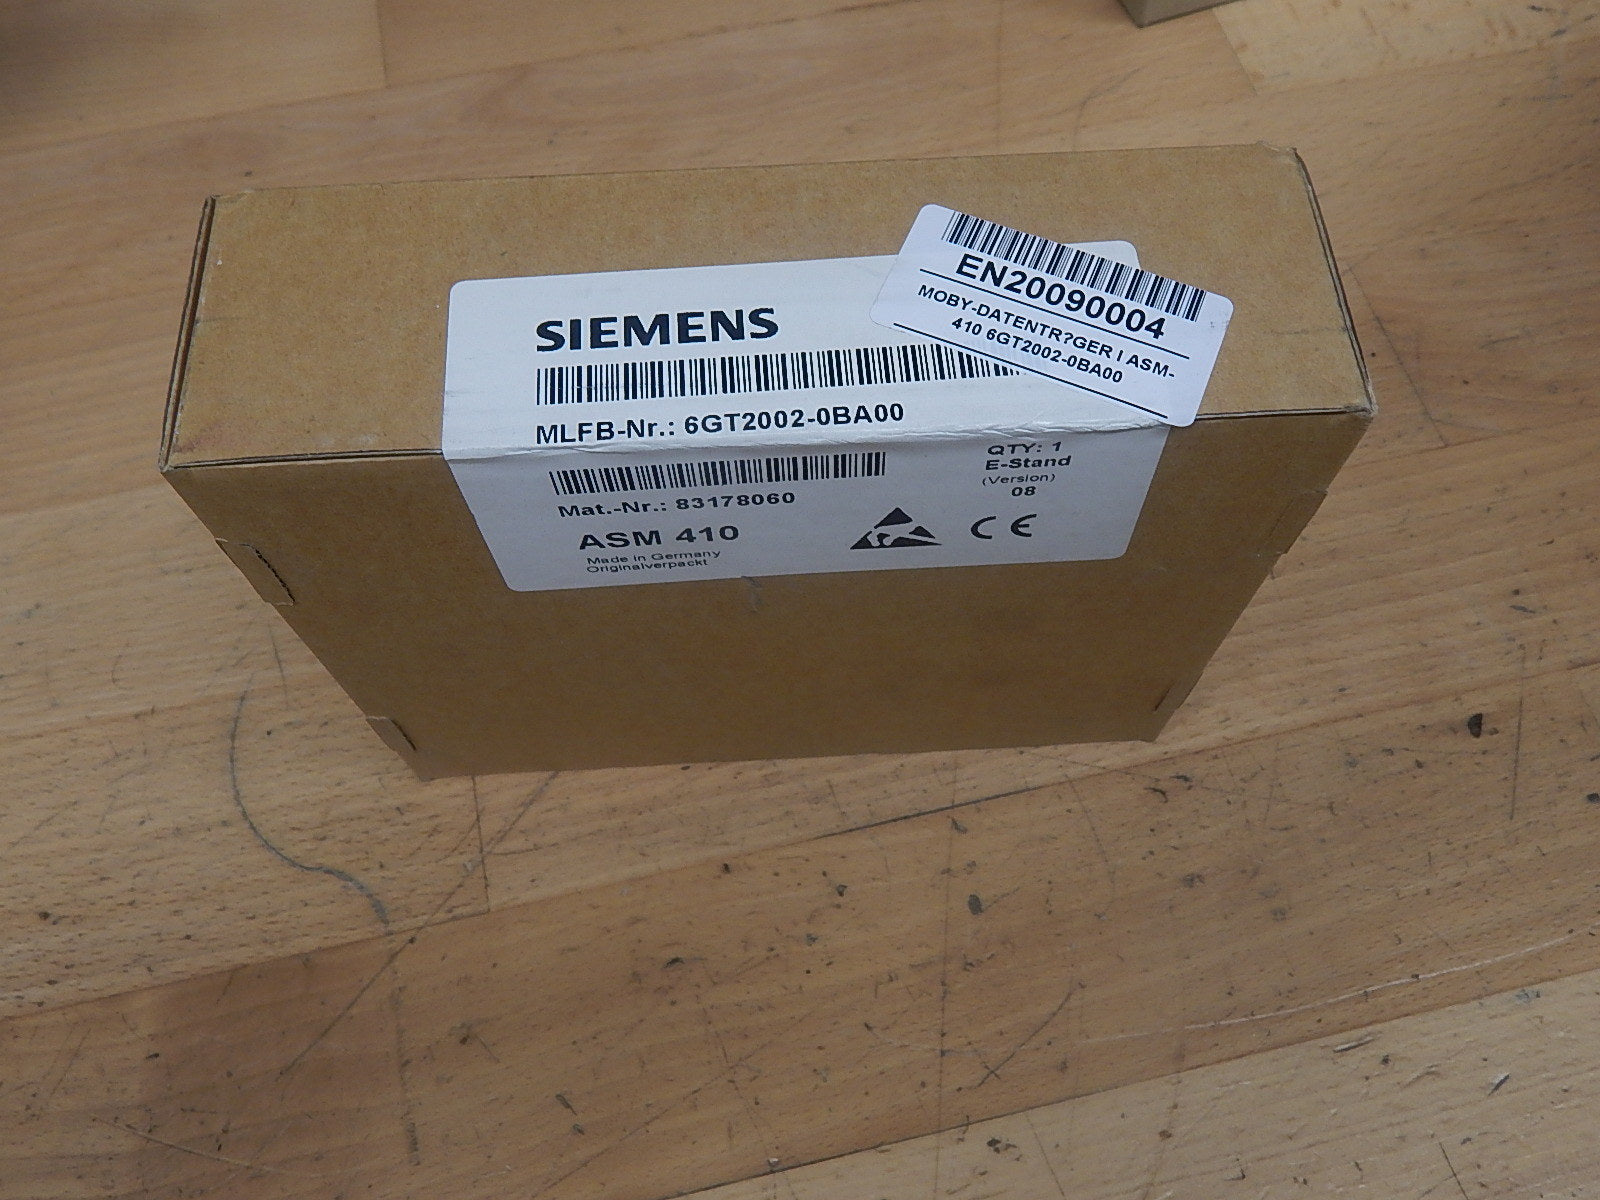 SIEMENS
MLFB-Nr.: 6GT2002-0BA00
Mat.-Nr.: 83178060
ASM 410
Made in Germany
Originalverpackt
QTY: 1
E-Stand
(Version)
08
CE
EN20090004
MOBY-DATENTR?GER I ASM-
410 6GT2002-0BA00